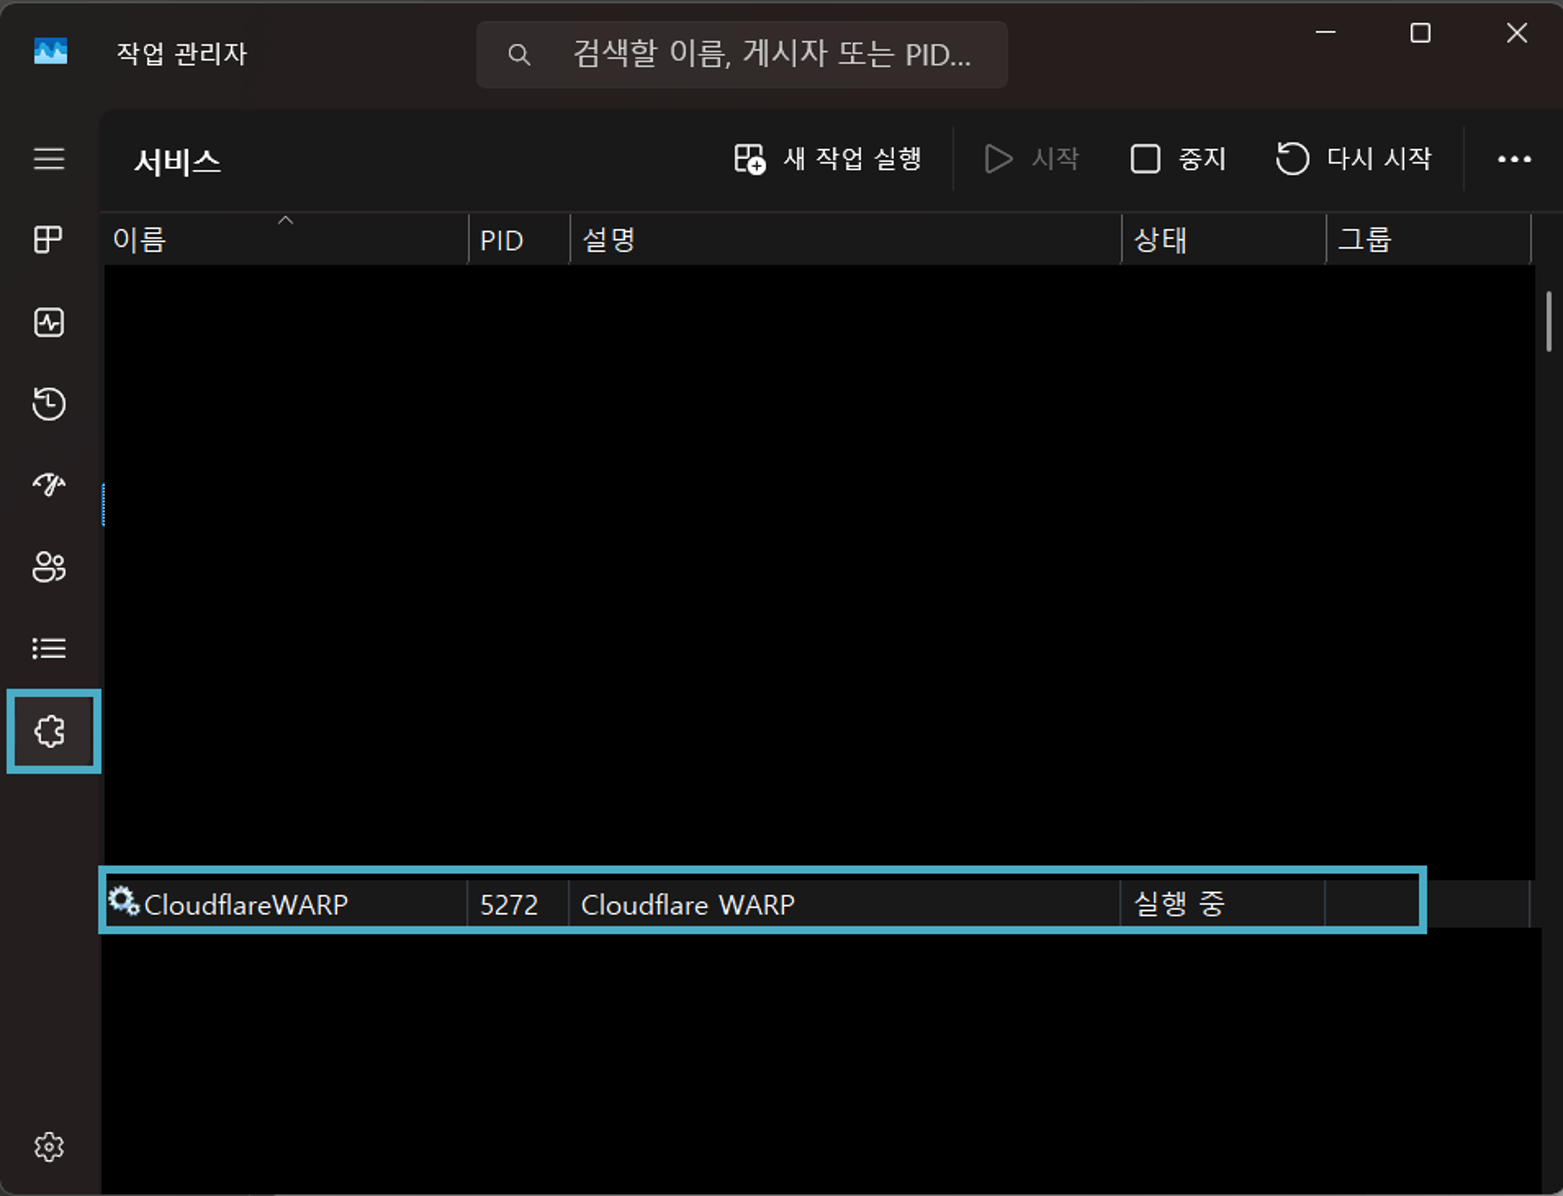 작업 관리자
검색할 이름, 게시자 또는 PID...
서비스
새 작업 실행
시작
중지
다시 시작
이름 PID 설명 상태 그룹
CloudflareWARP 5272 Cloudflare WARP 실행 중